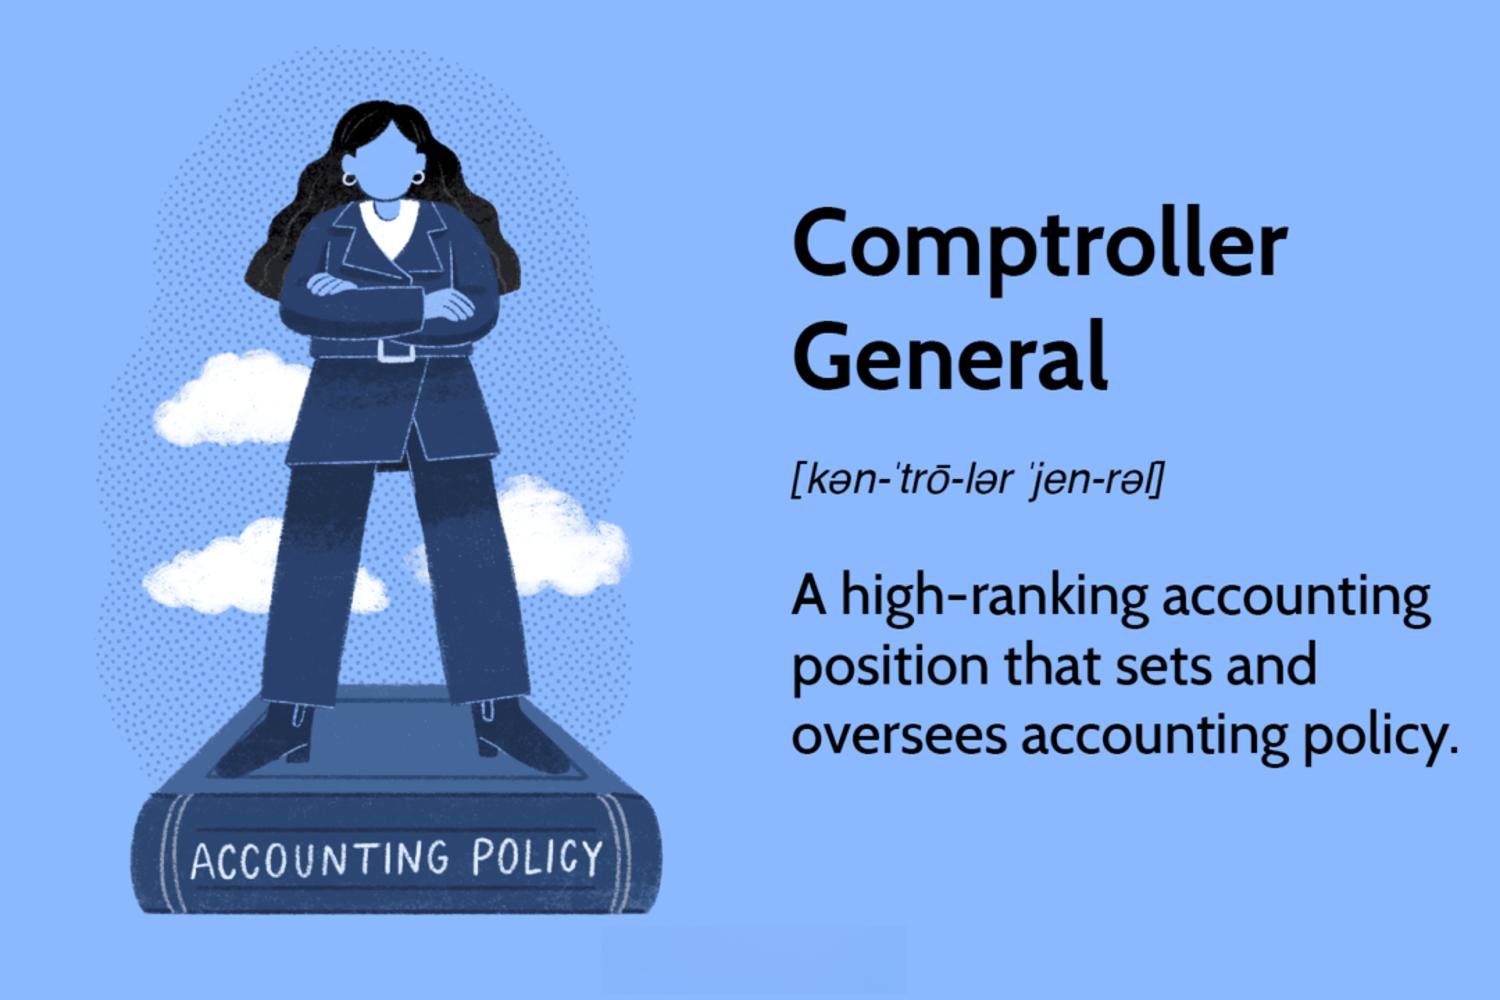 Comptroller
General
[kən-ˈtrō-lər ˈjen-rəl]
A high-ranking accounting
position that sets and
oversees accounting policy.
ACCOUNTING POLICY